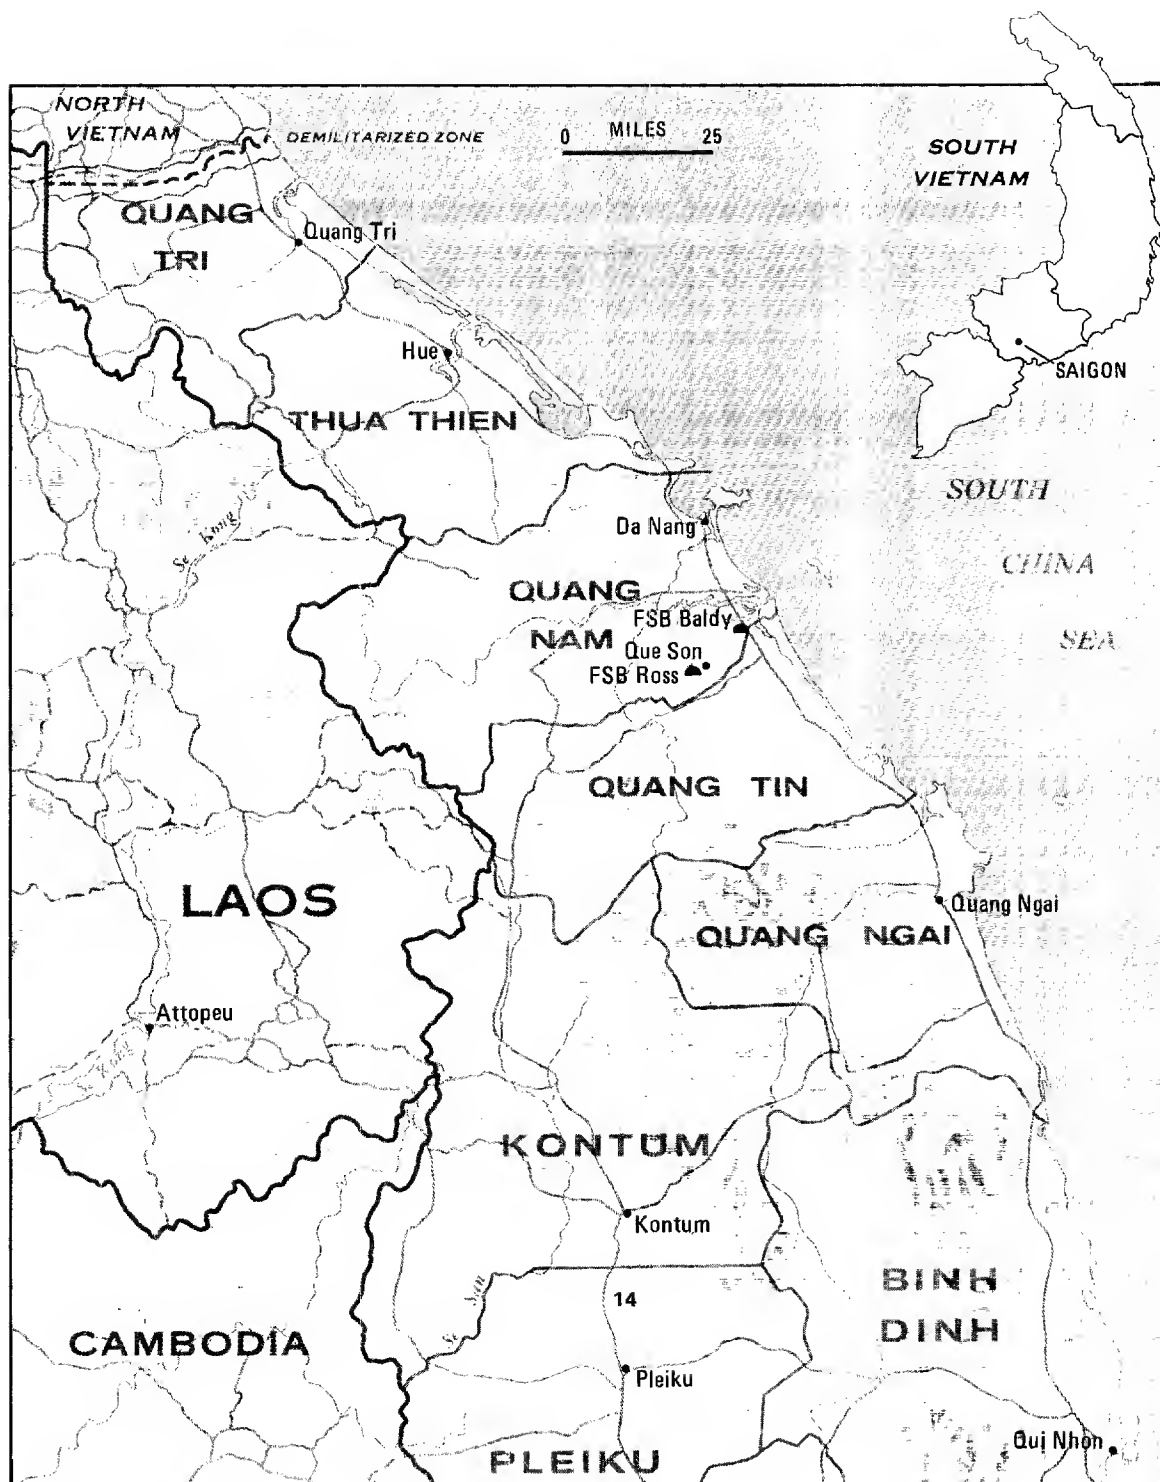 NORTH
VIETNAM
DEMILITARIZED ZONE
0 MILES 25
SOUTH
VIETNAM
SAIGON
QUANG
TRI
Quang Tri
Hue
THUA THIEN
SOUTH
CHINA
SEA
Se Kong
Da Nang
QUANG
NAM
FSB Baldy
Que Son
FSB Ross
QUANG TIN
LAOS
Quang Ngai
QUANG NGAI
Attopeu
KONTUM
Kontum
Se San
14
BINH
DINH
CAMBODIA
Pleiku
PLEIKU
Qui Nhon